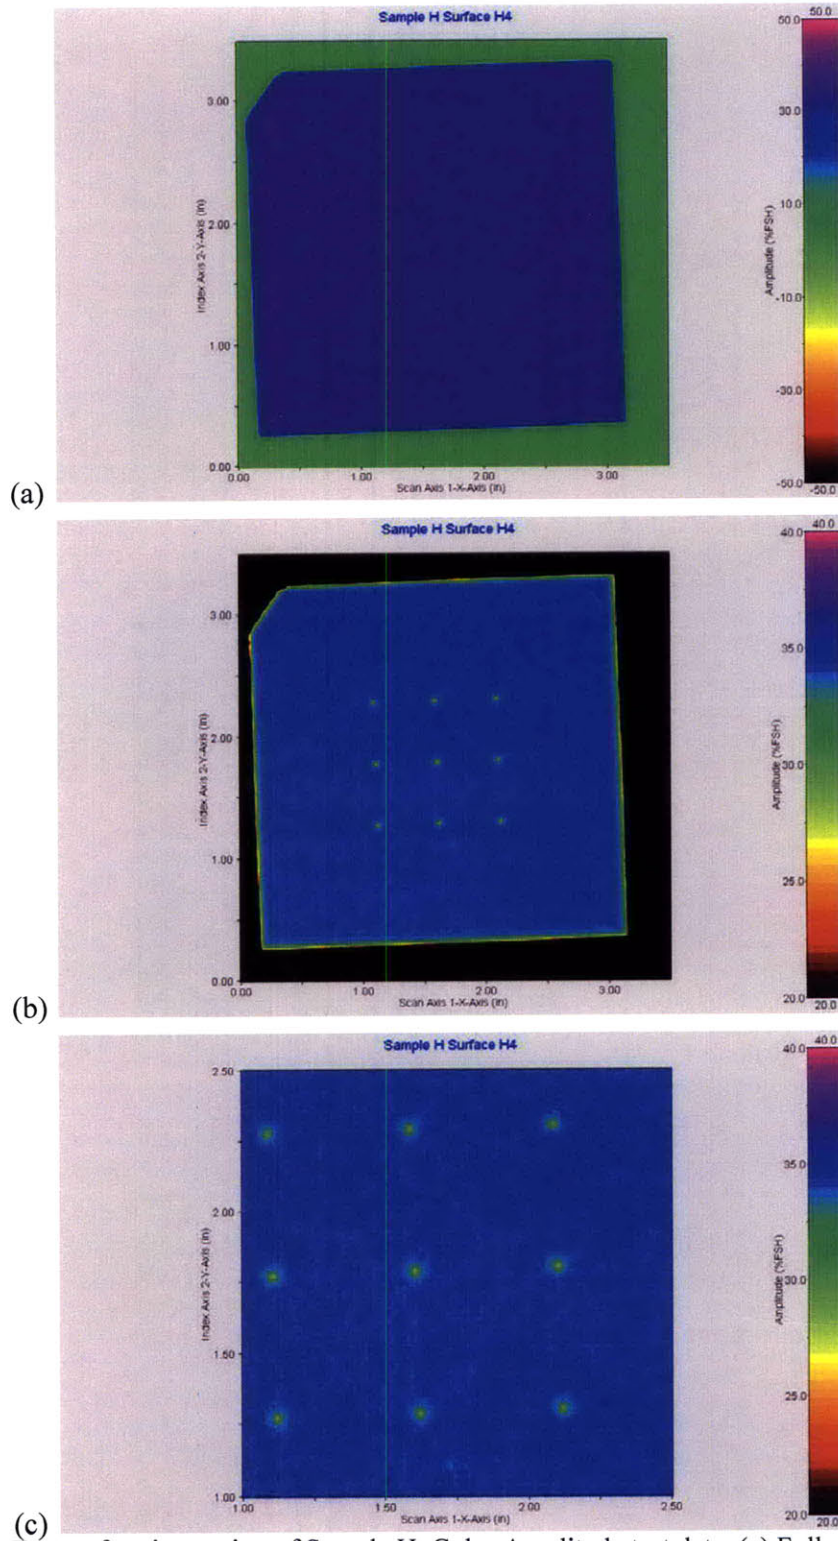 Sample H Surface H4
50.0
50.0
30.0
10.0
-10.0
-30.0
-50.0
-50.0
Amplitude (%FSH)
3.00
2.00
1.00
0.00
Index Axis 2-Y-Axis (in)
0.00 1.00 2.00 3.00
Scan Axis 1-X-Axis (in)
(a)
Sample H Surface H4
40.0
40.0
35.0
30.0
25.0
20.0
20.0
Amplitude (%FSH)
3.00
2.00
1.00
0.00
Index Axis 2-Y-Axis (in)
0.00 1.00 2.00 3.00
Scan Axis 1-X-Axis (in)
(b)
Sample H Surface H4
40.0
40.0
35.0
30.0
25.0
20.0
20.0
Amplitude (%FSH)
2.50
2.00
1.50
1.00
Index Axis 2-Y-Axis (in)
1.00 1.50 2.00 2.50
Scan Axis 1-X-Axis (in)
(c)